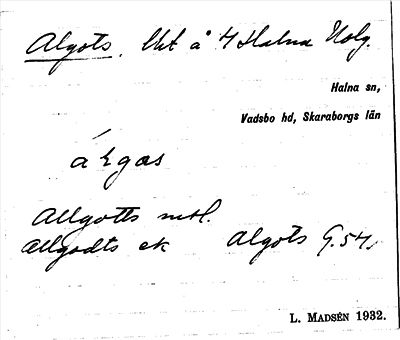 Algots. Utt å 4 Halna Holg.
Halna sn,
Vadsbo hd, Skaraborgs län
Allgotts mtl.
Allgodts ek Algots G.54.
L. MADSÉN 1932.